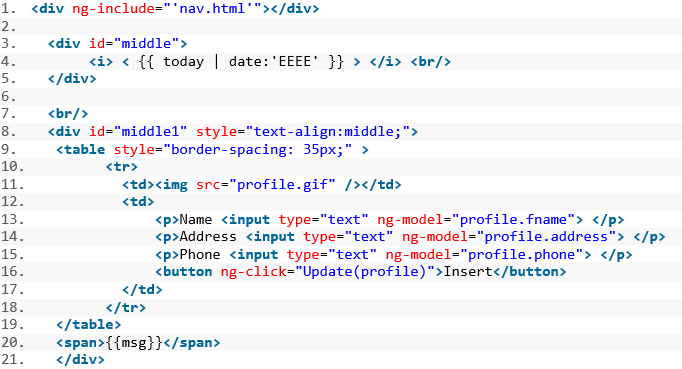 1. <div ng-include="'nav.html'"></div>
2.
3. <div id="middle">
4. <i> < {{ today | date:'EEEE' }} > </i> <br/>
5. </div>
6.
7. <br/>
8. <div id="middle1" style="text-align:middle;">
9. <table style="border-spacing: 35px;" >
10. <tr>
11. <td><img src="profile.gif" /></td>
12. <td>
13. <p>Name <input type="text" ng-model="profile.fname"> </p>
14. <p>Address <input type="text" ng-model="profile.address"> </p>
15. <p>Phone <input type="text" ng-model="profile.phone"> </p>
16. <button ng-click="Update(profile)">Insert</button>
17. </td>
18. </tr>
19. </table>
20. <span>{{msg}}</span>
21. </div>